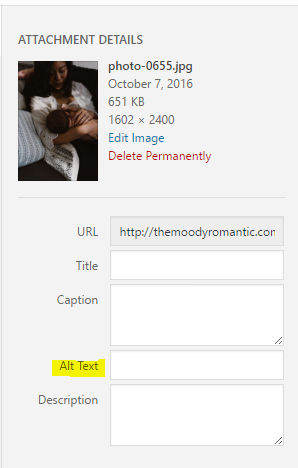 ATTACHMENT DETAILS
photo-0655.jpg
October 7, 2016
651 KB
1602 × 2400
Edit Image
Delete Permanently
URL http://themoodyromantic.con
Title
Caption
Alt Text
Description